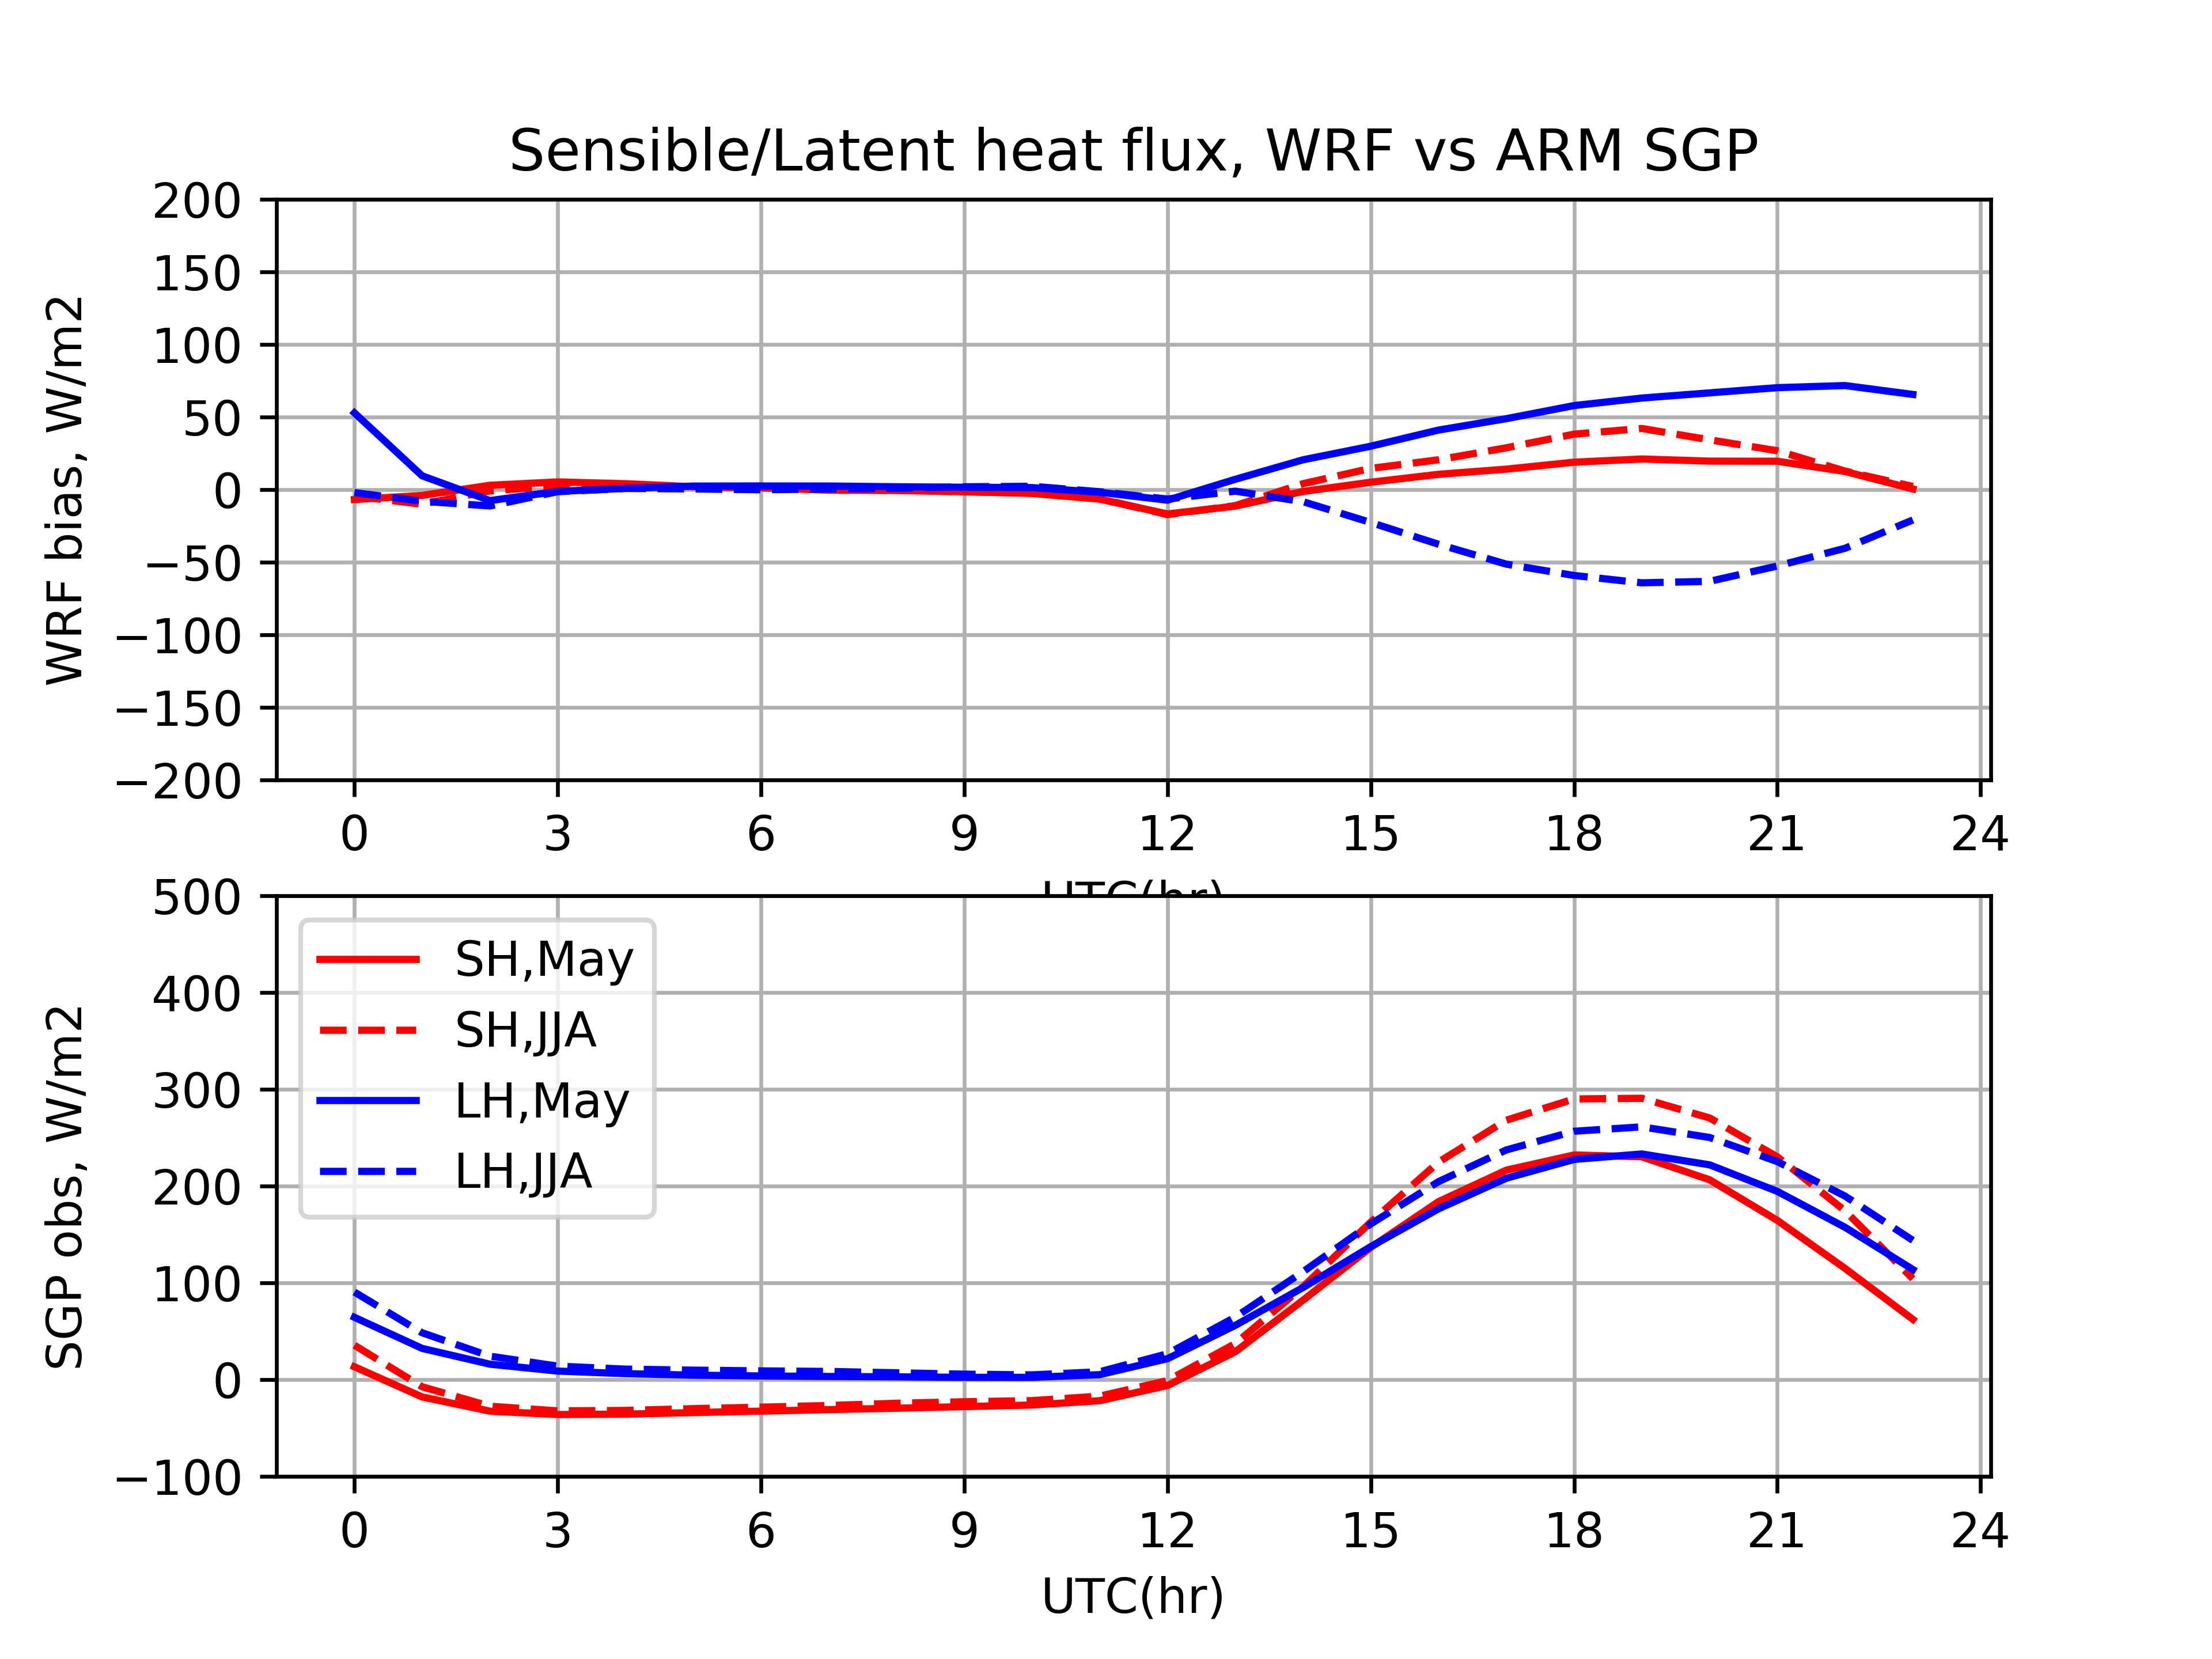 Sensible/Latent heat flux, WRF vs ARM SGP
WRF bias, W/m2
200
150
100
50
0
−50
−100
−150
−200
0 3 6 9 12 15 18 21 24
UTC(hr)
SGP obs, W/m2
500
400
300
200
100
0
−100
SH,May
SH,JJA
LH,May
LH,JJA
0 3 6 9 12 15 18 21 24
UTC(hr)